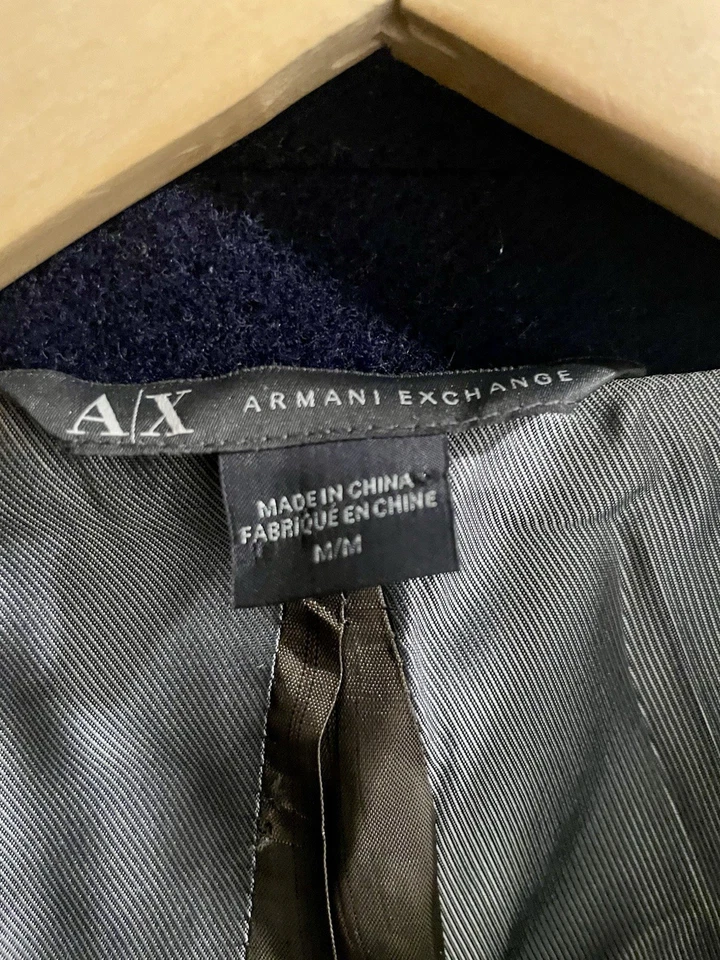 A/X ARMANI EXCHANGE
MADE IN CHINA
FABRIQUÉ EN CHINE
M/M